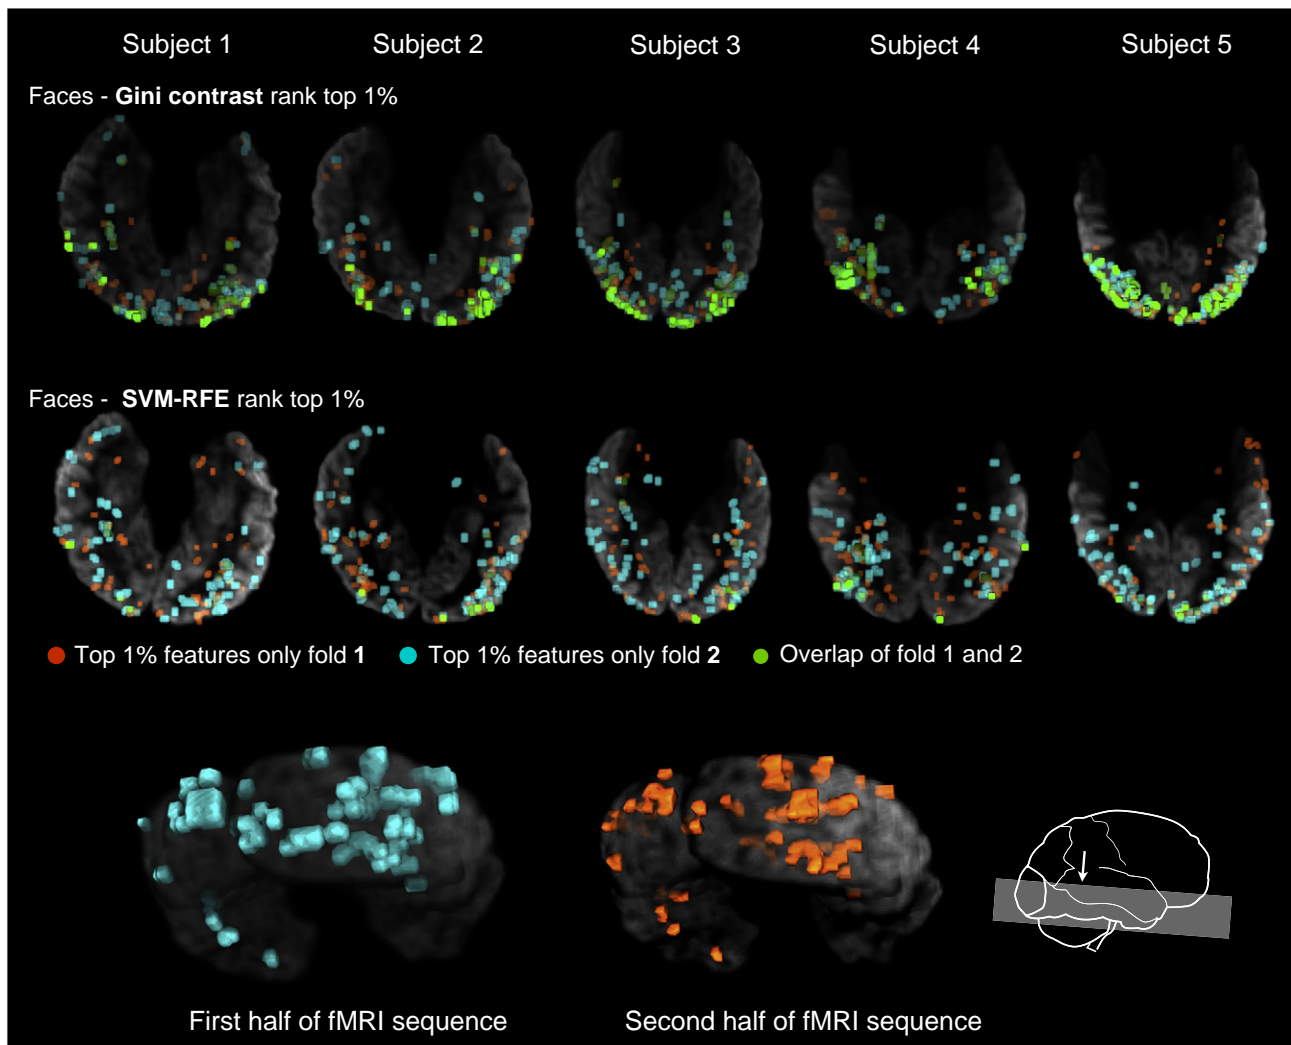 Subject 1 Subject 2 Subject 3 Subject 4 Subject 5
Faces - Gini contrast rank top 1%
Faces - SVM-RFE rank top 1%
Top 1% features only fold 1 Top 1% features only fold 2 Overlap of fold 1 and 2
First half of fMRI sequence Second half of fMRI sequence